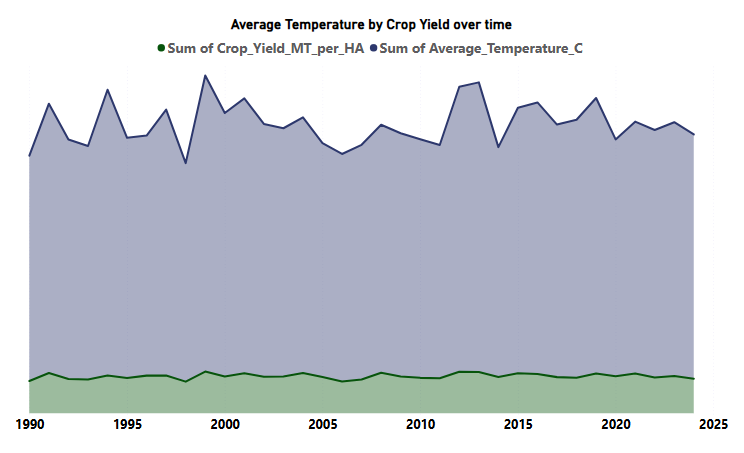 Average Temperature by Crop Yield over time
Sum of Crop_Yield_MT_per_HA Sum of Average_Temperature_C
1990 1995 2000 2005 2010 2015 2020 2025